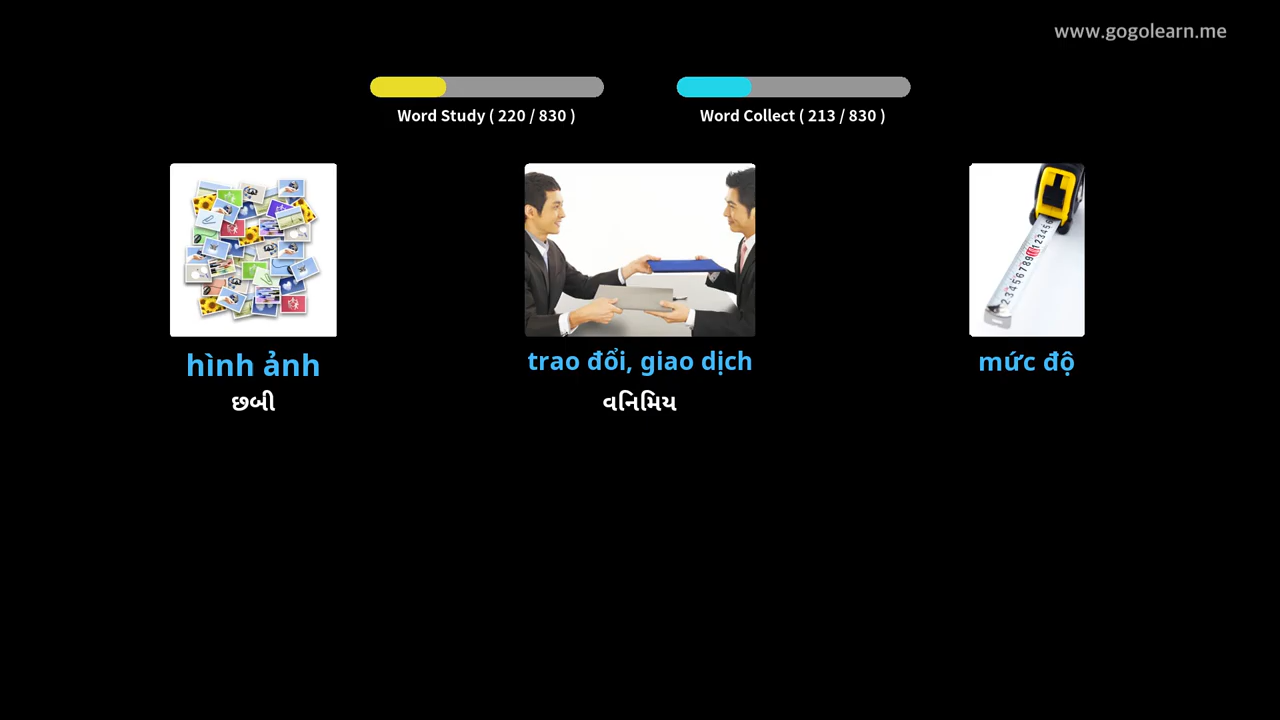 www.gogolearn.me
Word Study ( 220 / 830 )
Word Collect ( 213 / 830 )
hình ảnh
trao đổi, giao dịch
mức độ
છબી
વનિમિય